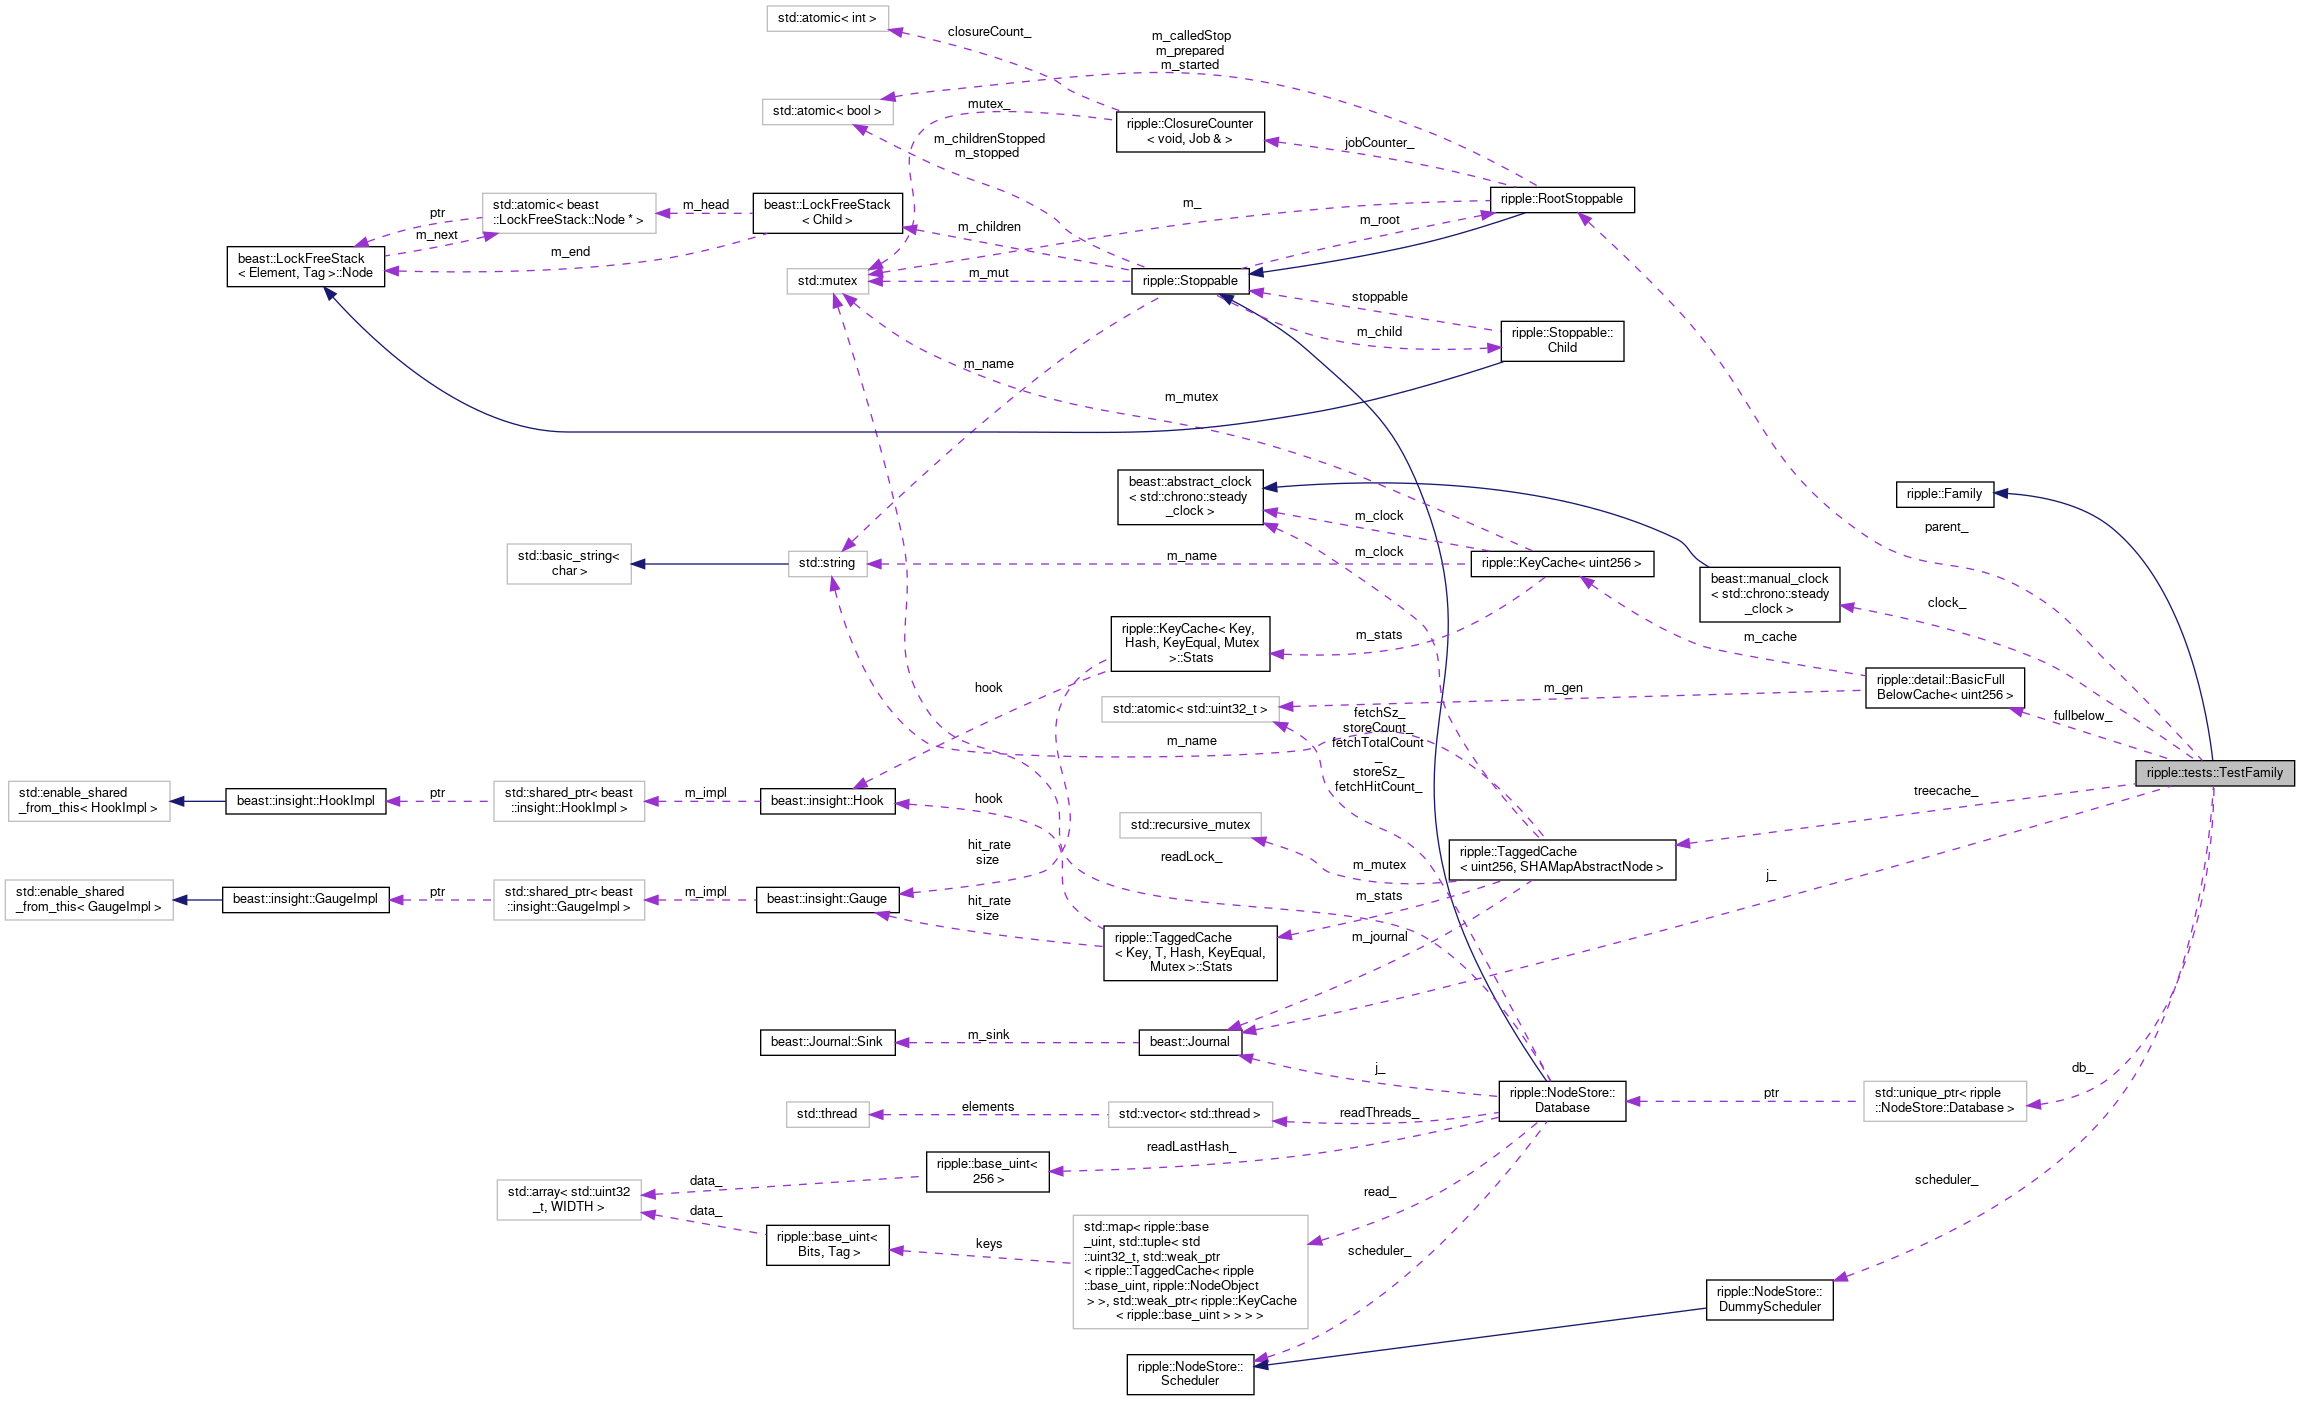 std::atomic< int >
closureCount_
m_calledStop
m_prepared
m_started
std::atomic< bool >
mutex_
ripple::ClosureCounter
< void, Job & >
jobCounter_
m_childrenStopped
m_stopped
ripple::RootStoppable
std::atomic< beast
::LockFreeStack::Node * >
m_head
beast::LockFreeStack
< Child >
m_
ptr
m_next
m_children
m_root
m_end
beast::LockFreeStack
< Element, Tag >::Node
std::mutex
m_mut
ripple::Stoppable
stoppable
m_child
ripple::Stoppable::
Child
m_name
m_mutex
beast::abstract_clock
< std::chrono::steady
_clock >
m_clock
ripple::Family
parent_
std::basic_string<
char >
std::string
m_name
m_clock
ripple::KeyCache< uint256 >
beast::manual_clock
< std::chrono::steady
_clock >
clock_
ripple::KeyCache< Key,
Hash, KeyEqual, Mutex
>::Stats
m_stats
m_cache
hook
std::atomic< std::uint32_t >
m_gen
ripple::detail::BasicFull
BelowCache< uint256 >
fullbelow_
m_name
fetchSz_
storeCount_
fetchTotalCount
_
storeSz_
fetchHitCount_
ripple::tests::TestFamily
std::enable_shared
_from_this< HookImpl >
beast::insight::HookImpl
ptr
std::shared_ptr< beast
::insight::HookImpl >
m_impl
beast::insight::Hook
hook
treecache_
std::recursive_mutex
hit_rate
size
readLock_
m_mutex
ripple::TaggedCache
< uint256, SHAMapAbstractNode >
j_
std::enable_shared
_from_this< GaugeImpl >
beast::insight::GaugeImpl
ptr
std::shared_ptr< beast
::insight::GaugeImpl >
m_impl
beast::insight::Gauge
hit_rate
size
m_stats
ripple::TaggedCache
< Key, T, Hash, KeyEqual,
Mutex >::Stats
m_journal
beast::Journal::Sink
m_sink
beast::Journal
j_
db_
ripple::NodeStore::
Database
ptr
std::unique_ptr< ripple
::NodeStore::Database >
std::thread
elements
std::vector< std::thread >
readThreads_
readLastHash_
ripple::base_uint<
256 >
data_
std::array< std::uint32
_t, WIDTH >
data_
read_
scheduler_
ripple::base_uint<
Bits, Tag >
keys
std::map< ripple::base
_uint, std::tuple< std
::uint32_t, std::weak_ptr
< ripple::TaggedCache< ripple
::base_uint, ripple::NodeObject
> >, std::weak_ptr< ripple::KeyCache
< ripple::base_uint > > > >
scheduler_
ripple::NodeStore::
DummyScheduler
ripple::NodeStore::
Scheduler